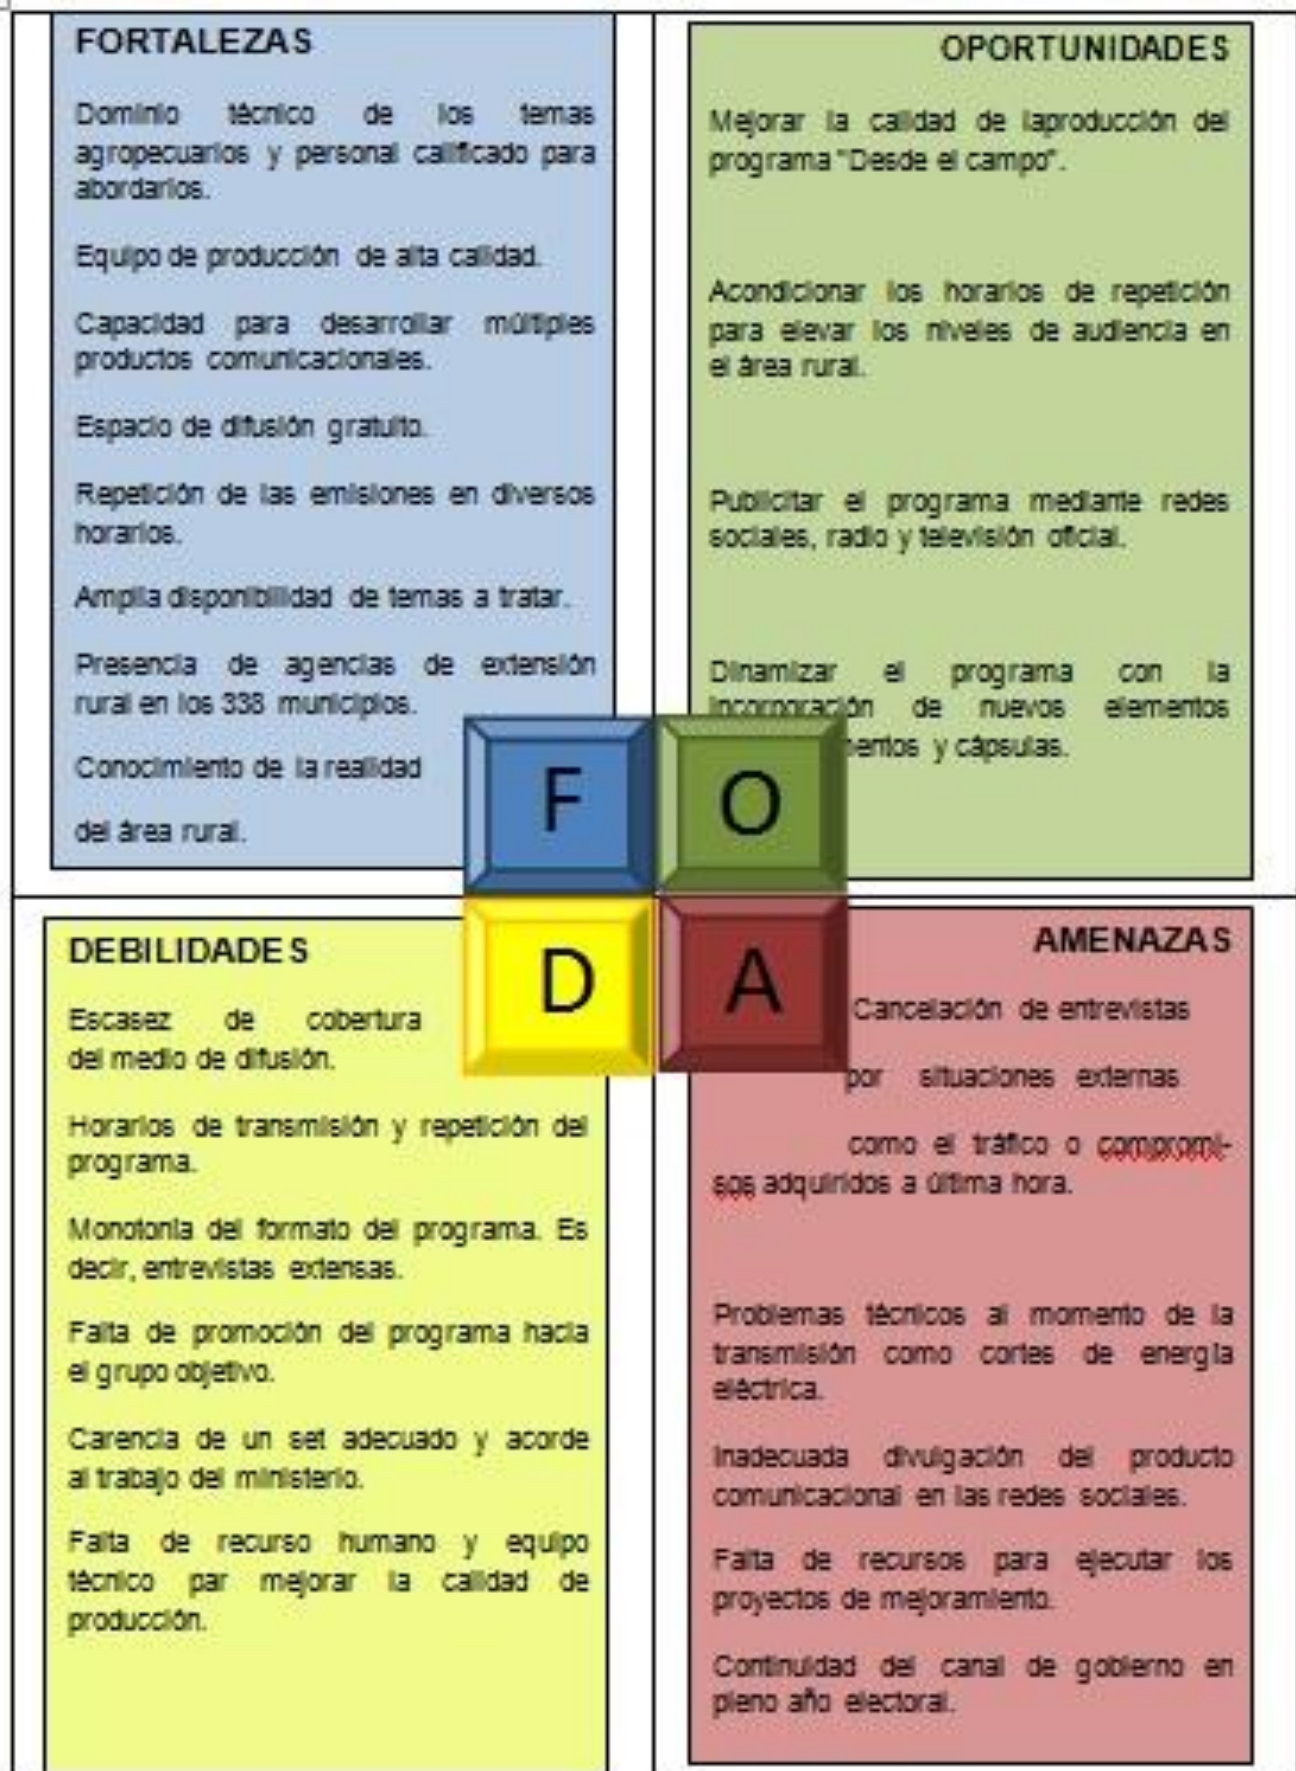 FORTALEZAS
Dominio técnico de los temas
agropecuarios y personal calificado para
abordarlos.
Equipo de producción de alta calidad.
Capacidad para desarrollar múltiples
productos comunicacionales.
Espacio de difusión gratuito.
Repetición de las emisiones en diversos
horarios.
Amplia disponibilidad de temas a tratar.
Presencia de agencias de extensión
rural en los 338 municipios.
Conocimiento de la realidad
del área rural.
OPORTUNIDADES
Mejorar la calidad de laproducción del
programa "Desde el campo".
Acondicionar los horarios de repetición
para elevar los niveles de audiencia en
el área rural.
Publicitar el programa mediante redes
sociales, radio y televisión oficial.
Dinamizar el programa con la
incorporación de nuevos elementos
y cápsulas.
F
O
D
A
DEBILIDADES
Escasez de cobertura
del medio de difusión.
Horarios de transmisión y repetición del
programa.
Monotonía del formato del programa. Es
decir, entrevistas extensas.
Falta de promoción del programa hacia
el grupo objetivo.
Carencia de un set adecuado y acorde
al trabajo del ministerio.
Falta de recurso humano y equipo
técnico par mejorar la calidad de
producción.
AMENAZAS
Cancelación de entrevistas
por situaciones externas
como el tráfico o compromi-
sos adquiridos a última hora.
Problemas técnicos al momento de la
transmisión como cortes de energía
eléctrica.
Inadecuada divulgación del producto
comunicacional en las redes sociales.
Falta de recursos para ejecutar los
proyectos de mejoramiento.
Continuidad del canal de gobierno en
pleno año electoral.